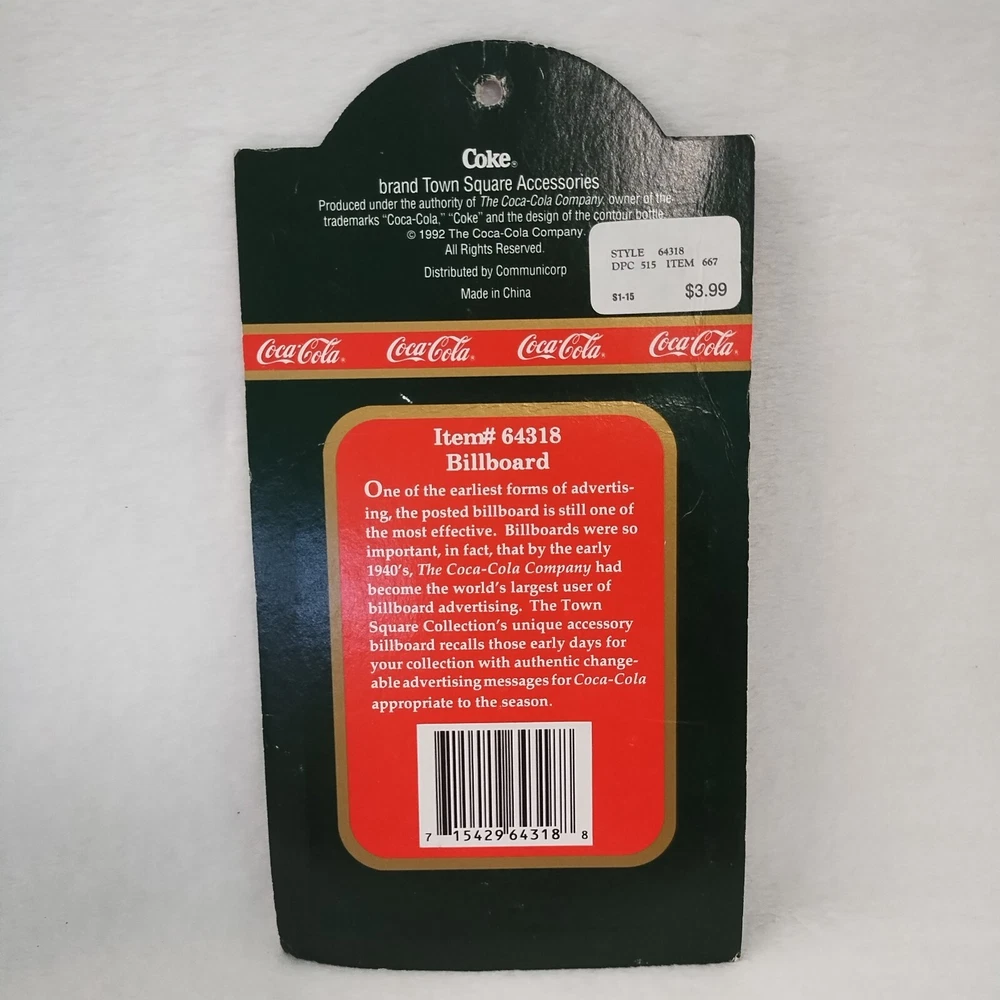 Coke®
brand Town Square Accessories
Produced under the authority of The Coca-Cola Company, owner of the
trademarks "Coca-Cola," "Coke" and the design of the contour bottle.
© 1992 The Coca-Cola Company.
All Rights Reserved.
Distributed by Communicorp
Made in China
STYLE 64318
DPC 515 ITEM 667
S1-15 $3.99
Coca-Cola® Coca-Cola® Coca-Cola® Coca-Cola®
Item# 64318
Billboard
One of the earliest forms of advertis-
ing, the posted billboard is still one of
the most effective. Billboards were so
important, in fact, that by the early
1940's, The Coca-Cola Company had
become the world's largest user of
billboard advertising. The Town
Square Collection's unique accessory
billboard recalls those early days for
your collection with authentic change-
able advertising messages for Coca-Cola
appropriate to the season.
7 15429 64318 8